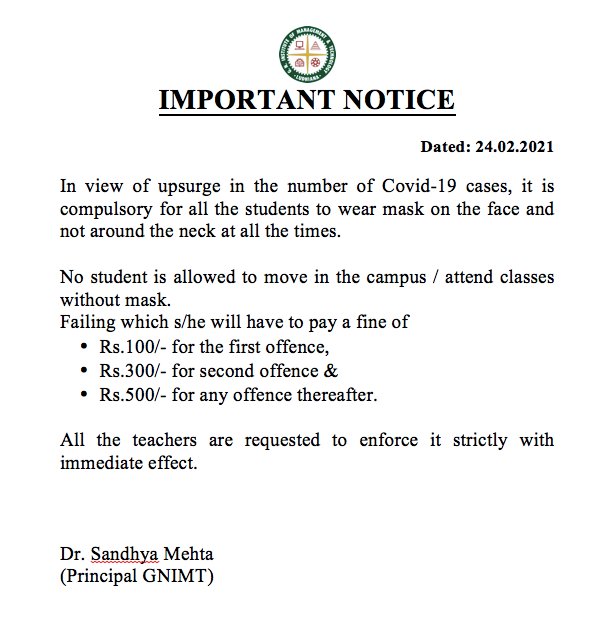 INSTITUTE OF MANAGEMENT & TECHNOLOGY
LUDHIANA
IMPORTANT NOTICE
Dated: 24.02.2021
In view of upsurge in the number of Covid-19 cases, it is
compulsory for all the students to wear mask on the face and
not around the neck at all the times.
No student is allowed to move in the campus / attend classes
without mask.
Failing which s/he will have to pay a fine of
• Rs.100/- for the first offence,
• Rs.300/- for second offence &
• Rs.500/- for any offence thereafter.
All the teachers are requested to enforce it strictly with
immediate effect.
Dr. Sandhya Mehta
(Principal GNIMT)